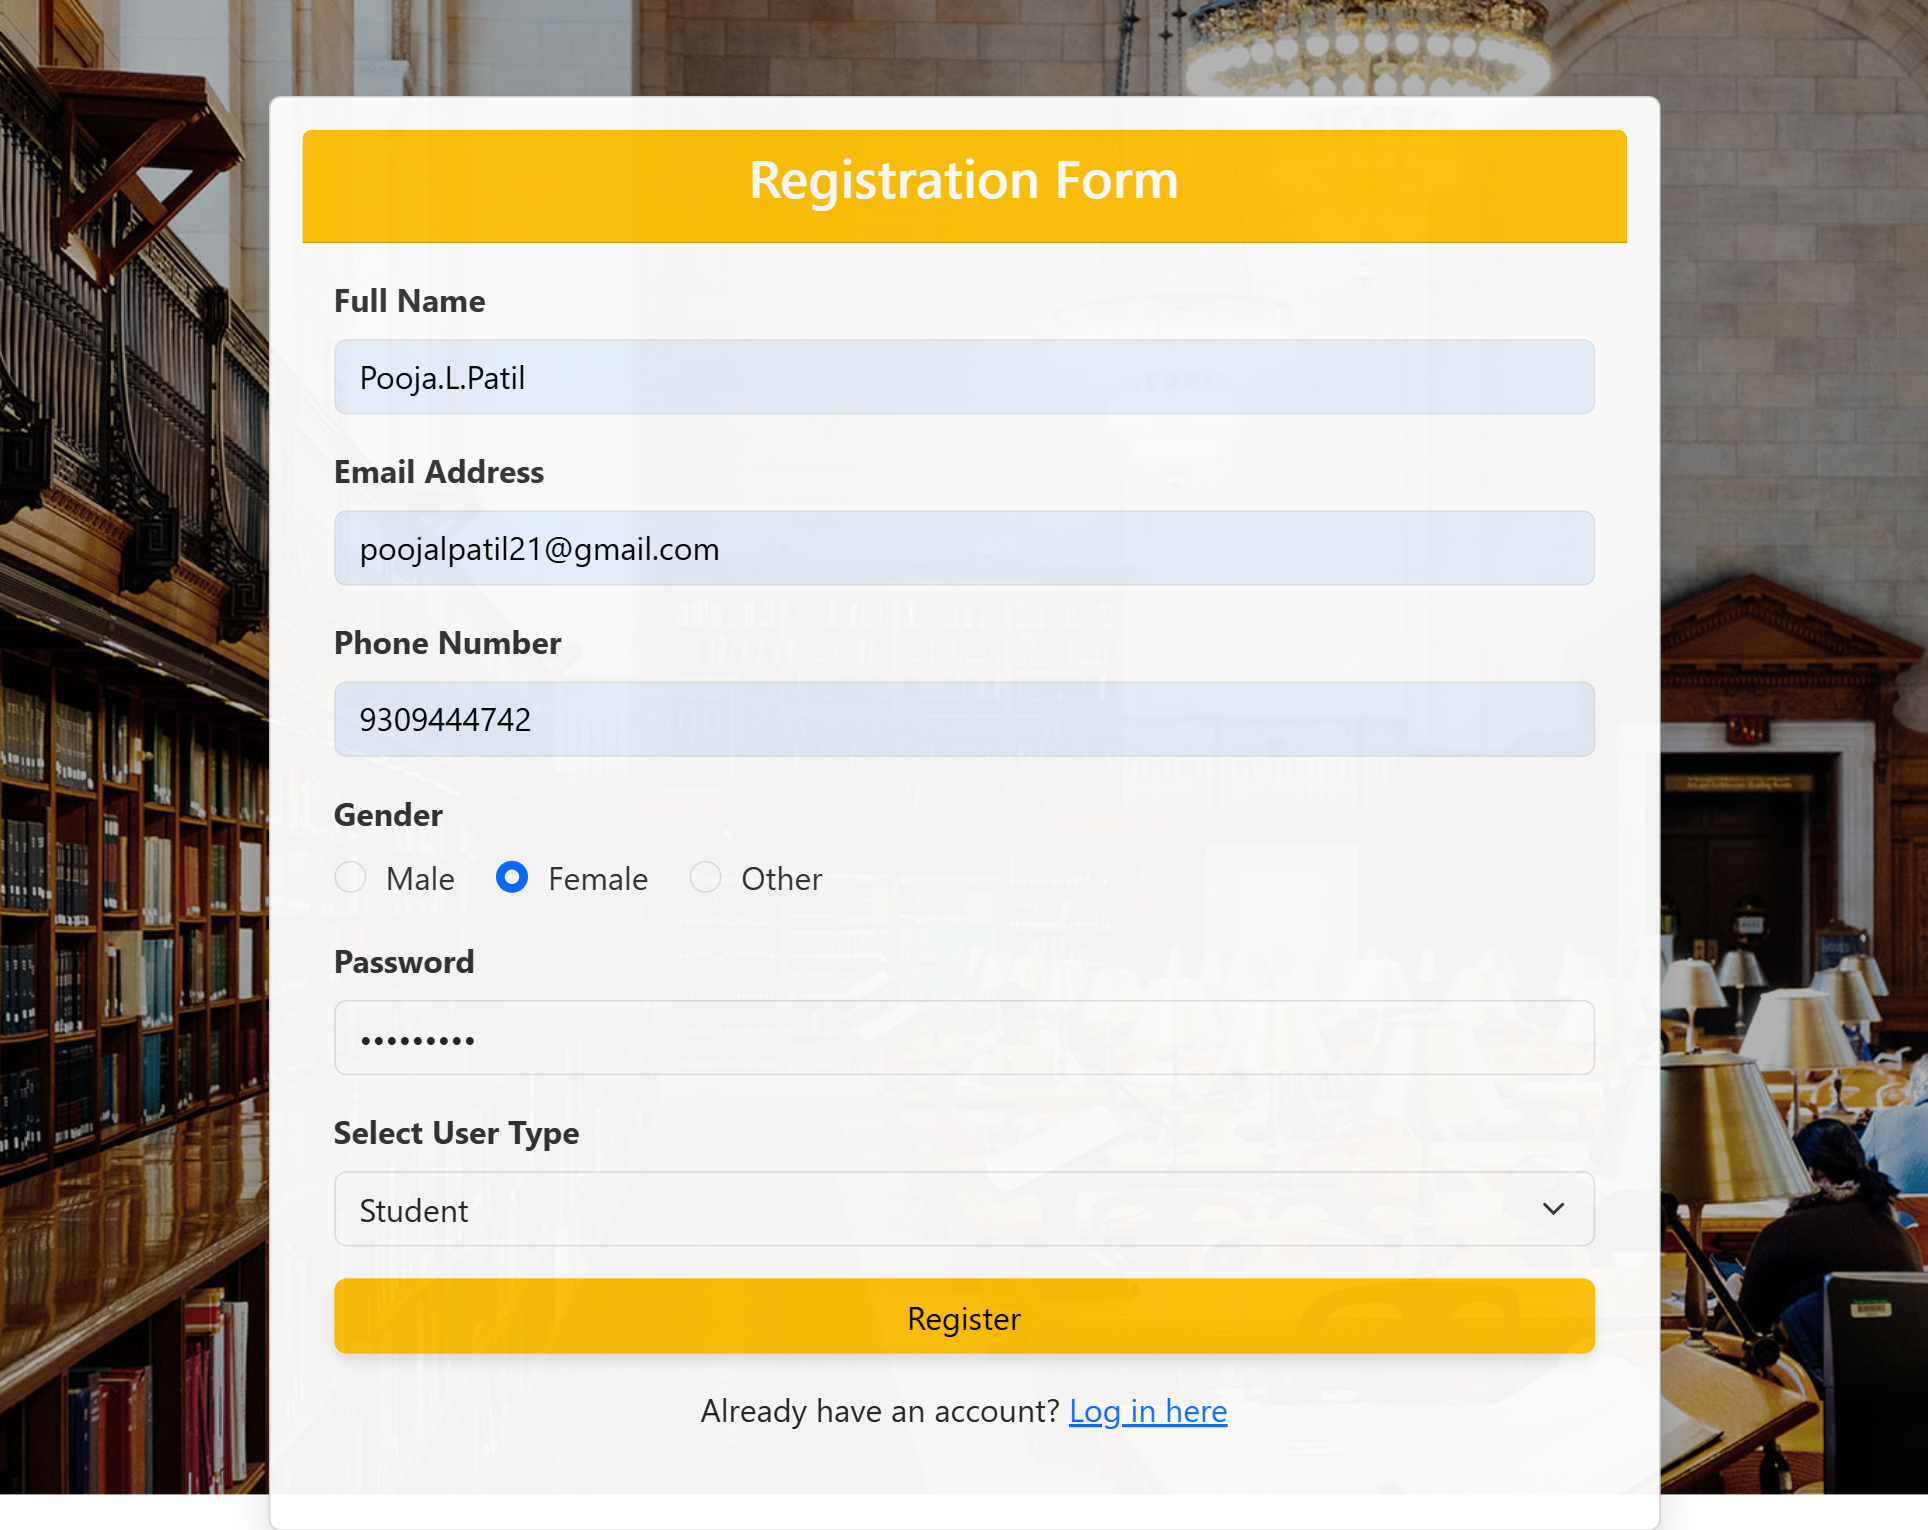 Registration Form
Full Name
Pooja.L.Patil
Email Address
poojalpatil21@gmail.com
Phone Number
9309444742
Gender
Male Female Other
Password
•••••••••
Select User Type
Student
Register
Already have an account? Log in here